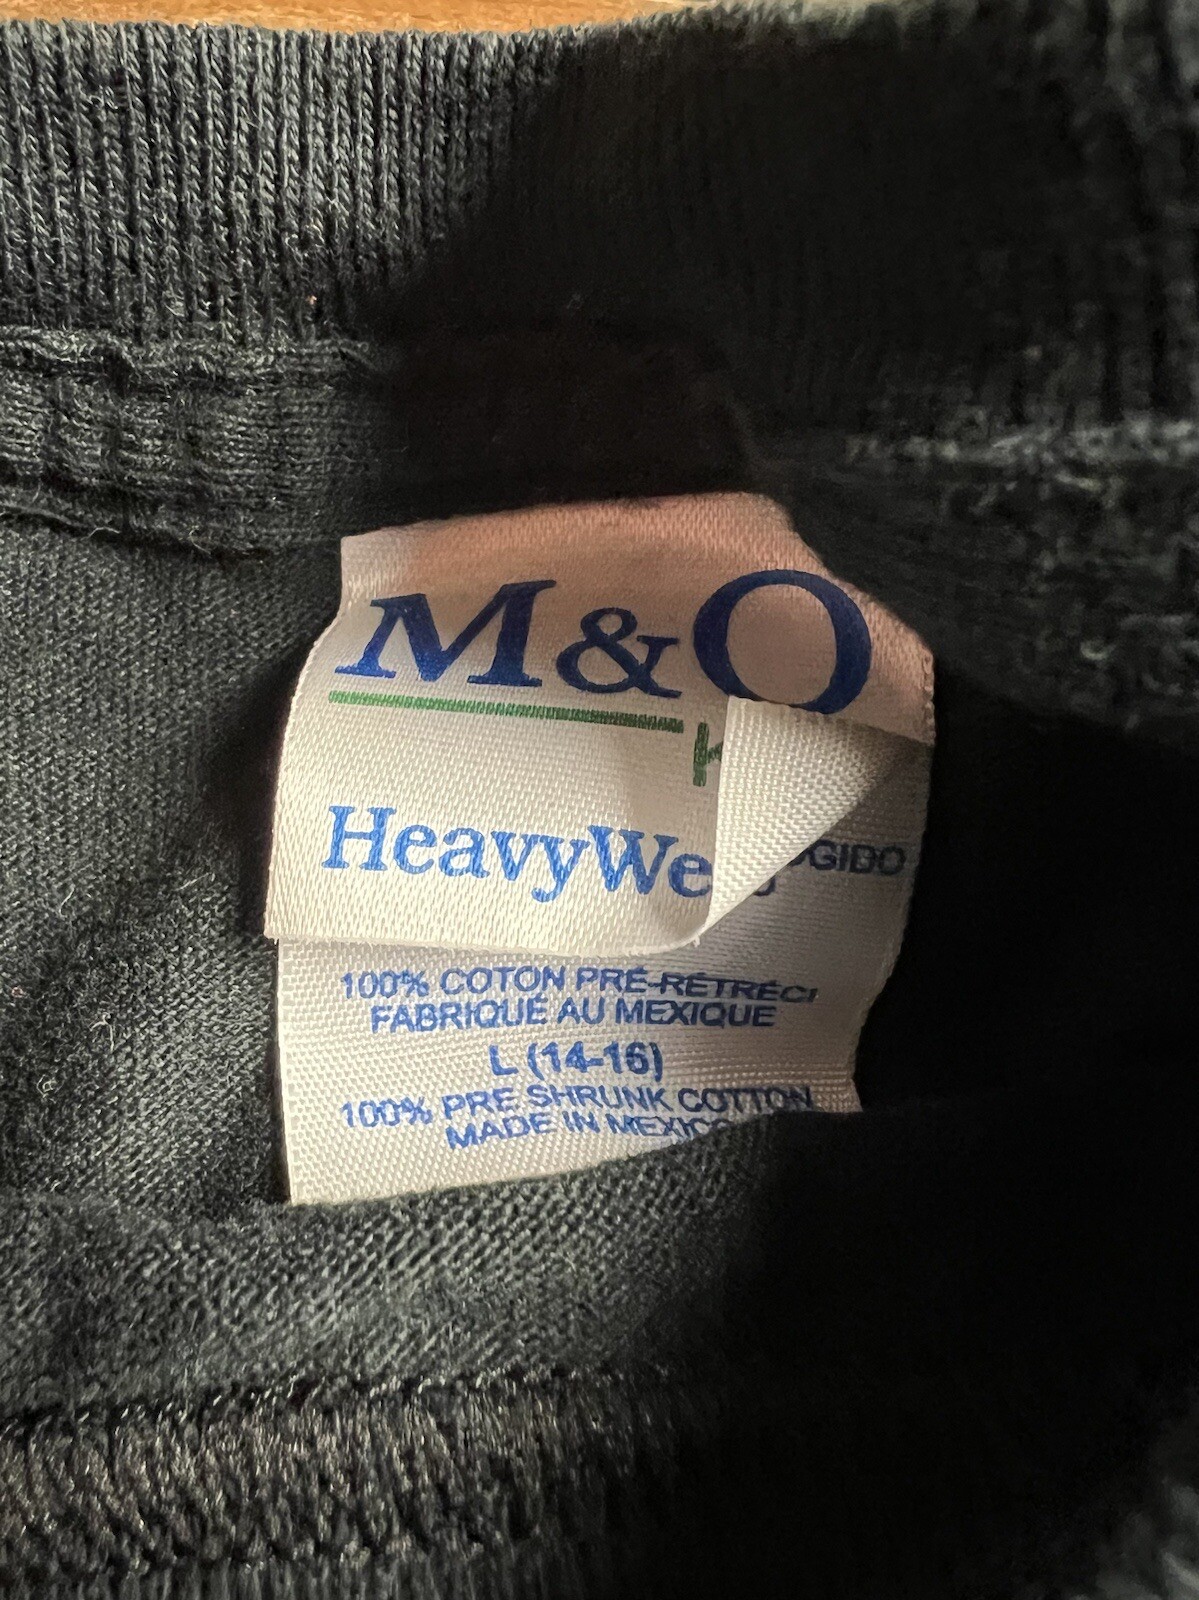 M&O
HeavyWe
OGIDO
100% COTON PRÉ-RÉTRÉCI
FABRIQUÉ AU MEXIQUE
L (14-16)
100% PRE SHRUNK COTTON
MADE IN MEXICO